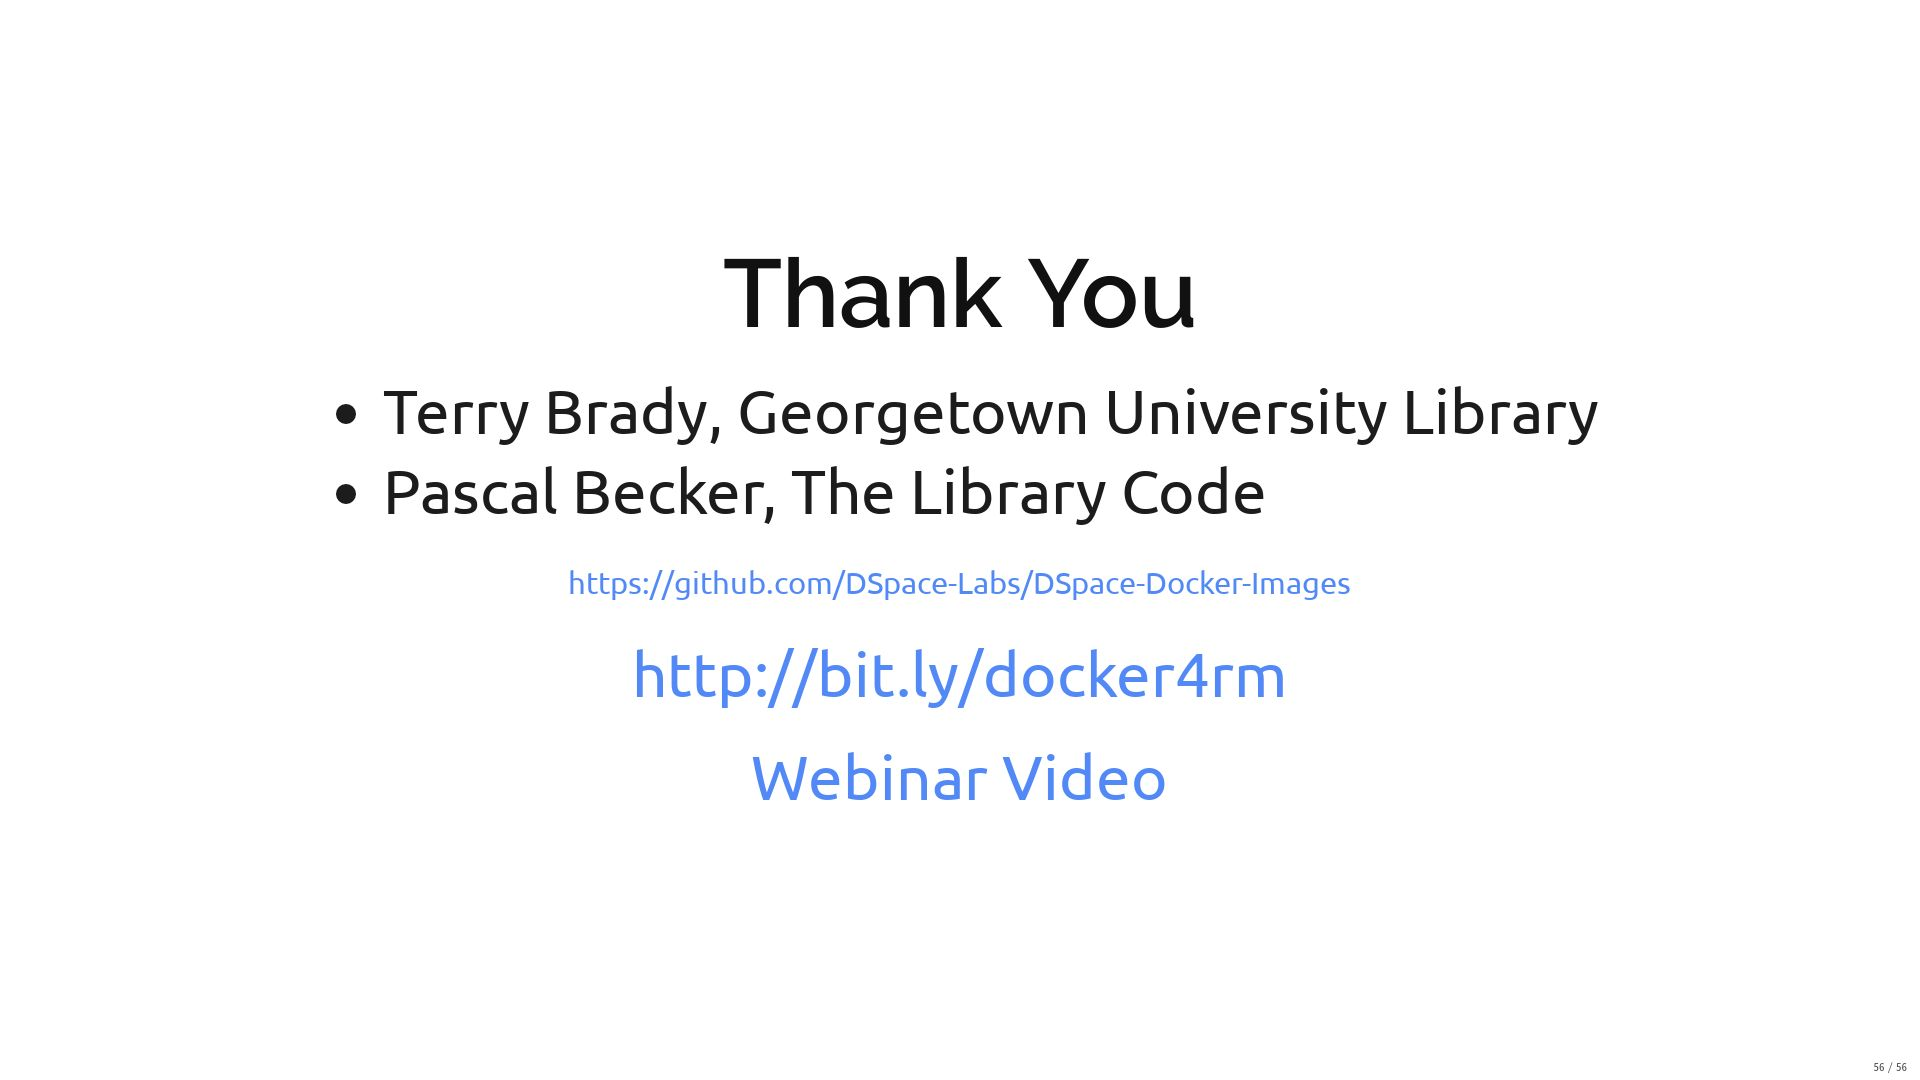 Thank You
• Terry Brady, Georgetown University Library
• Pascal Becker, The Library Code
https://github.com/DSpace-Labs/DSpace-Docker-Images
http://bit.ly/docker4rm
Webinar Video
56 / 56